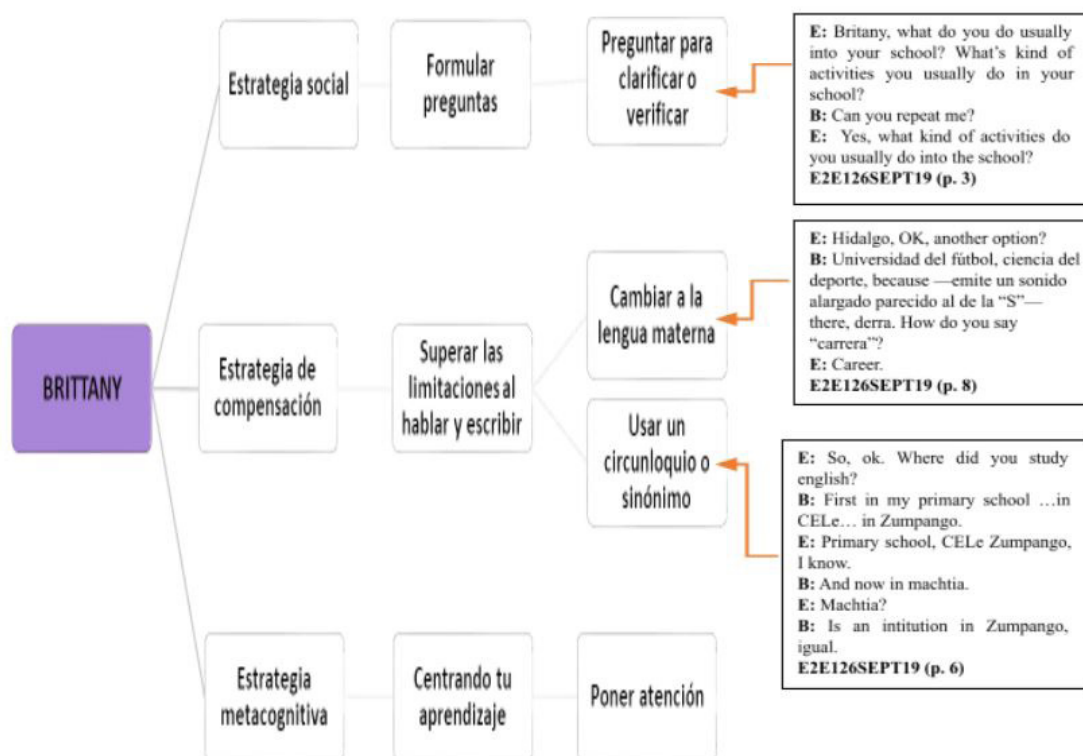 BRITTANY
Estrategia social
Formular
preguntas
Preguntar para
clarificar o
verificar
E: Britany, what do you do usually
into your school? What's kind of
activities you usually do in your
school?
B: Can you repeat me?
E: Yes, what kind of activities do
you usually do into the school?
E2E126SEPT19 (p. 3)
Estrategia de
compensación
Superar las
limitaciones al
hablar y escribir
Cambiar a la
lengua materna
E: Hidalgo, OK, another option?
B: Universidad del fútbol, ciencia del
deporte, because —emite un sonido
alargado parecido al de la “S”—
there, derra. How do you say
“carrera”?
E: Career.
E2E126SEPT19 (p. 8)
Usar un
circunloquio o
sinónimo
E: So, ok. Where did you study
english?
B: First in my primary school …in
CELe… in Zumpango.
E: Primary school, CELe Zumpango,
I know.
B: And now in machtia.
E: Machtia?
B: Is an intitution in Zumpango,
igual.
E2E126SEPT19 (p. 6)
Estrategia
metacognitiva
Centrando tu
aprendizaje
Poner atención